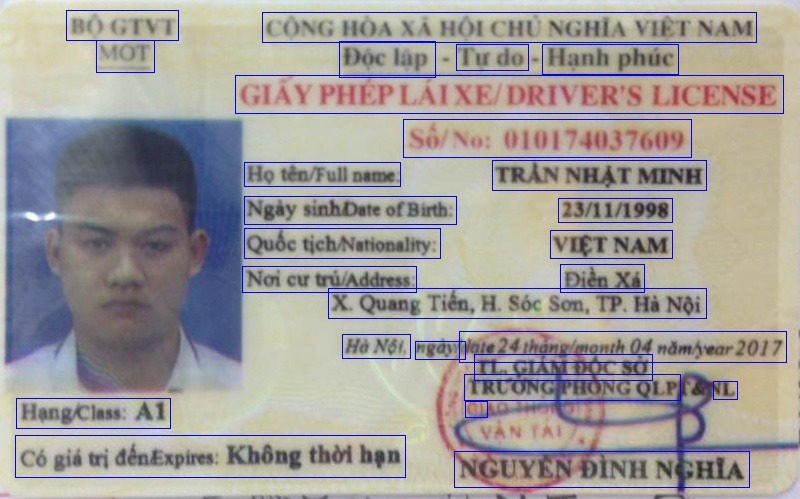 BỘ GTVT
MOT
CỘNG HÒA XÃ HỘI CHỦ NGHĨA VIỆT NAM
Độc lập - Tự do - Hạnh phúc
GIẤY PHÉP LÁI XE/ DRIVER'S LICENSE
Số/No: 010174037609
Họ tên/Full name: TRẦN NHẬT MINH
Ngày sinh/Date of Birth: 23/11/1998
Quốc tịch/Nationality: VIỆT NAM
Nơi cư trú/Address: Điền Xá
X. Quang Tiến, H. Sóc Sơn, TP. Hà Nội
Hà Nội, ngày/date 24 tháng/month 04 năm/year 2017
TL. GIÁM ĐỐC SỞ
TRƯỞNG PHÒNG QLPT&NL
GIAO THÔNG
VẬN TẢI
Hạng/Class: A1
Có giá trị đến/Expires: Không thời hạn
NGUYỄN ĐÌNH NGHĨA